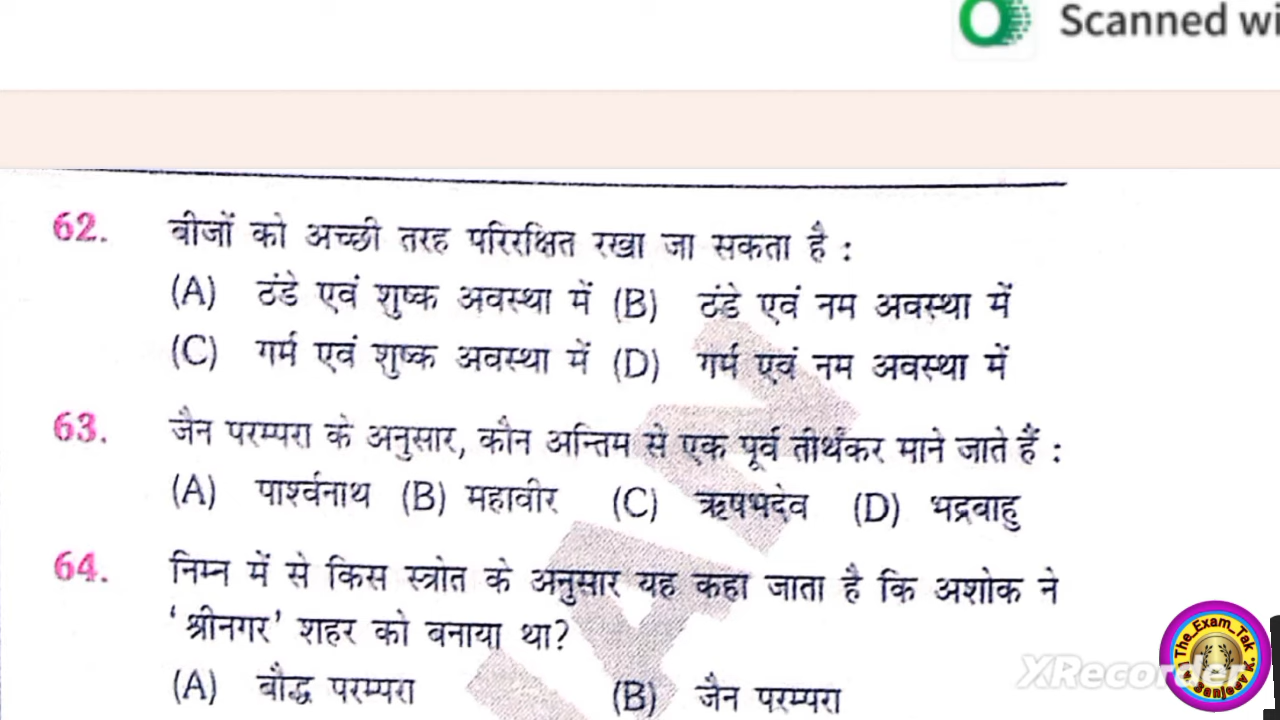 Scanned wi
62. बीजों को अच्छी तरह परिरक्षित रखा जा सकता है :
(A) ठंडे एवं शुष्क अवस्था में (B) ठंडे एवं नम अवस्था में
(C) गर्म एवं शुष्क अवस्था में (D) गर्म एवं नम अवस्था में
63. जैन परम्परा के अनुसार, कौन अन्तिम से एक पूर्व तीर्थंकर माने जाते हैं :
(A) पार्श्वनाथ (B) महावीर (C) ऋषभदेव (D) भद्रबाहु
64. निम्न में से किस स्त्रोत के अनुसार यह कहा जाता है कि अशोक ने
‘श्रीनगर’ शहर को बनाया था?
(A) बौद्ध परम्परा (B) जैन परम्परा
XRecorder
The_Exam_Tak
Sanjeev K.